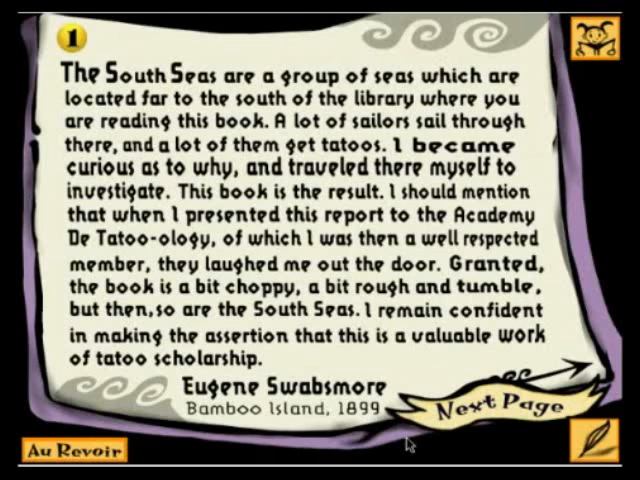 1
The South Seas are a group of seas which are
located far to the south of the library where you
are reading this book. A lot of sailors sail through
there, and a lot of them get tatoos. I became
curious as to why, and traveled there myself to
investigate. This book is the result. I should mention
that when I presented this report to the Academy
De Tatoo-ology, of which I was then a well respected
member, they laughed me out the door. Granted,
the book is a bit choppy, a bit rough and tumble,
but then, so are the South Seas. I remain confident
in making the assertion that this is a valuable work
of tatoo scholarship.
Eugene Swabsmore
Bamboo Island, 1899
Next Page
Au Revoir